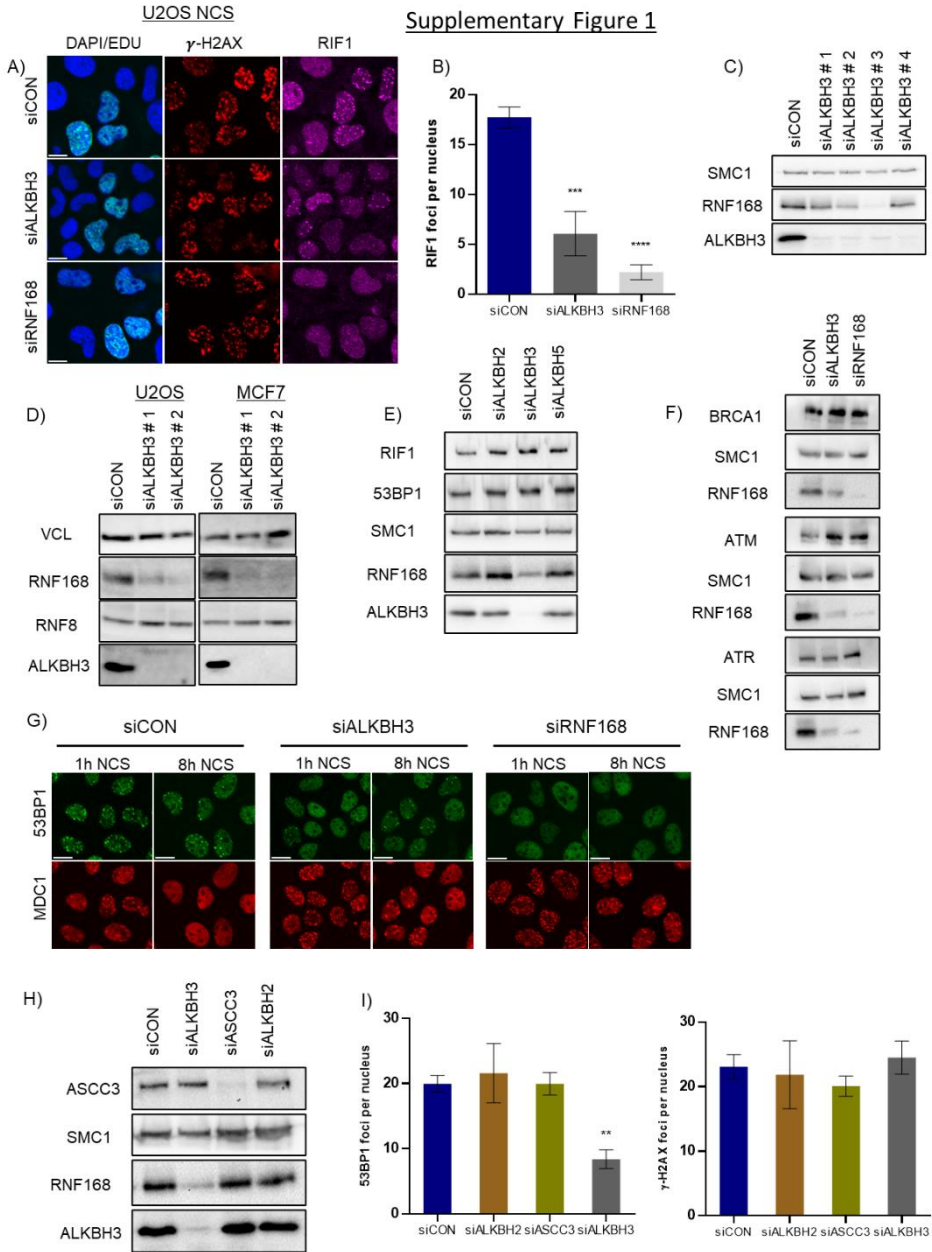 Supplementary Figure 1
U2OS NCS
DAPI/EDU γ-H2AX RIF1
A)
siCON
siALKBH3
siRNF168
B)
RIF1 foci per nucleus
20
15
10
5
0
***
****
siCON siALKBH3 siRNF168
C)
siCON siALKBH3 # 1 siALKBH3 # 2 siALKBH3 # 3 siALKBH3 # 4
SMC1
RNF168
ALKBH3
D)
U2OS MCF7
siCON siALKBH3 # 1 siALKBH3 # 2 siCON siALKBH3 # 1 siALKBH3 # 2
VCL
RNF168
RNF8
ALKBH3
E)
siCON siALKBH2 siALKBH3 siALKBH5
RIF1
53BP1
SMC1
RNF168
ALKBH3
F)
siCON siALKBH3 siRNF168
BRCA1
SMC1
RNF168
ATM
SMC1
RNF168
ATR
SMC1
RNF168
G)
siCON siALKBH3 siRNF168
1h NCS 8h NCS 1h NCS 8h NCS 1h NCS 8h NCS
53BP1
MDC1
H)
siCON siALKBH3 siASCC3 siALKBH2
ASCC3
SMC1
RNF168
ALKBH3
I)
53BP1 foci per nucleus
30
20
10
0
**
siCON siALKBH2 siASCC3 siALKBH3
γ-H2AX foci per nucleus
30
20
10
0
siCON siALKBH2 siASCC3 siALKBH3